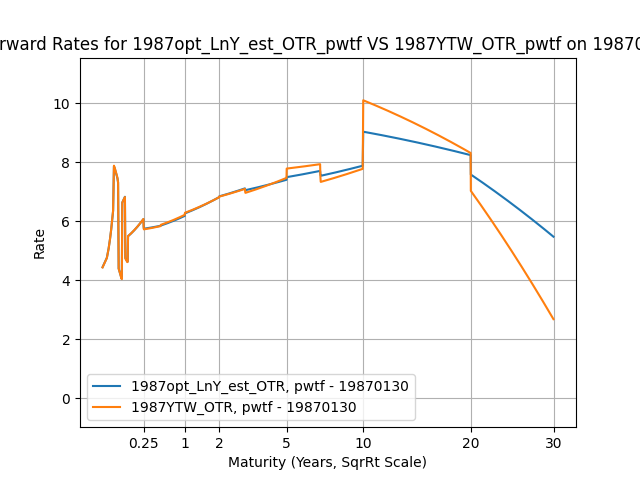 rward Rates for 1987opt_LnY_est_OTR_pwtf VS 1987YTW_OTR_pwtf on 19870
10
8
6
4
2
0
Rate
1987opt_LnY_est_OTR, pwtf - 19870130
1987YTW_OTR, pwtf - 19870130
0.25 1 2 5 10 20 30
Maturity (Years, SqrRt Scale)